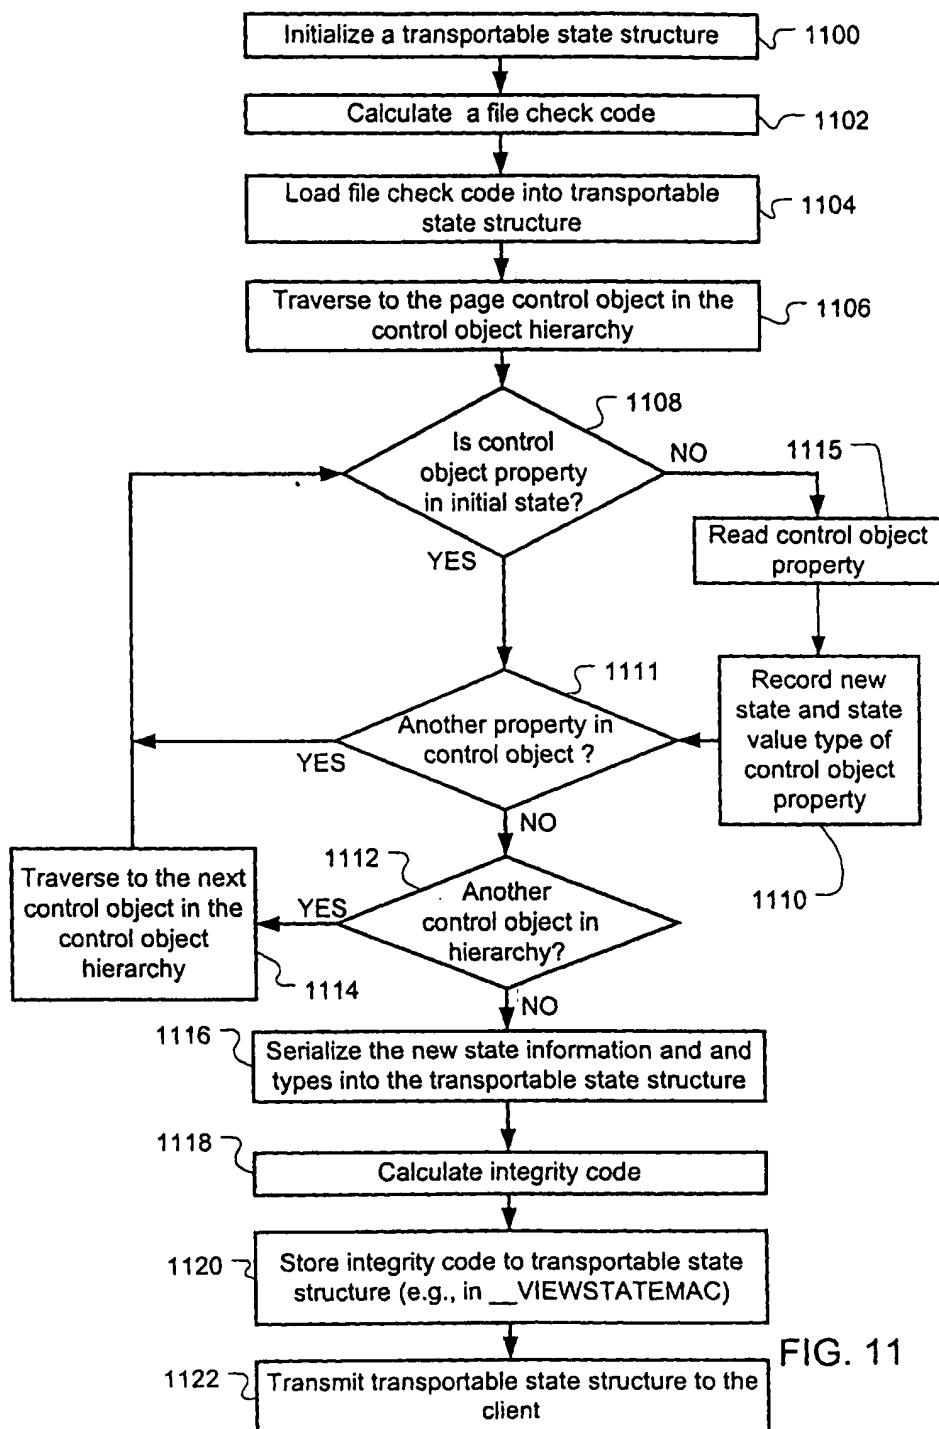 Initialize a transportable state structure
1100
Calculate a file check code
1102
Load file check code into transportable
state structure
1104
Traverse to the page control object in the
control object hierarchy
1106
1108
Is control
object property
in initial state?
NO
YES
1115
Read control object
property
1111
Another property in
control object ?
YES
NO
Record new
state and state
value type of
control object
property
1110
1112
Another
control object in
hierarchy?
YES
NO
Traverse to the next
control object in the
control object
hierarchy
1114
1116
Serialize the new state information and and
types into the transportable state structure
1118
Calculate integrity code
1120
Store integrity code to transportable state
structure (e.g., in __VIEWSTATEMAC)
FIG. 11
1122
Transmit transportable state structure to the
client